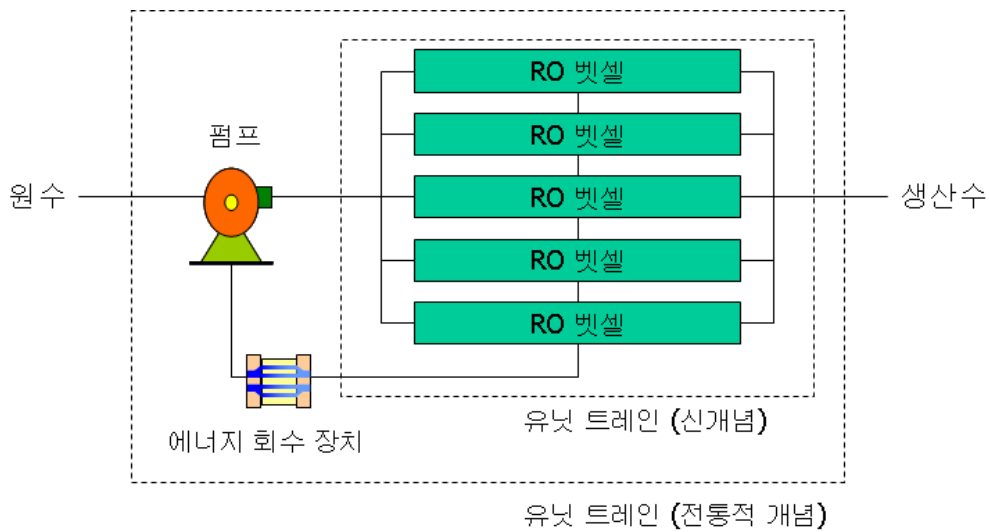 RO 벳셀
펌프
RO 벳셀
원수
RO 벳셀
생산수
RO 벳셀
RO 벳셀
유닛 트레인 (신개념)
에너지 회수 장치
유닛 트레인 (전통적 개념)